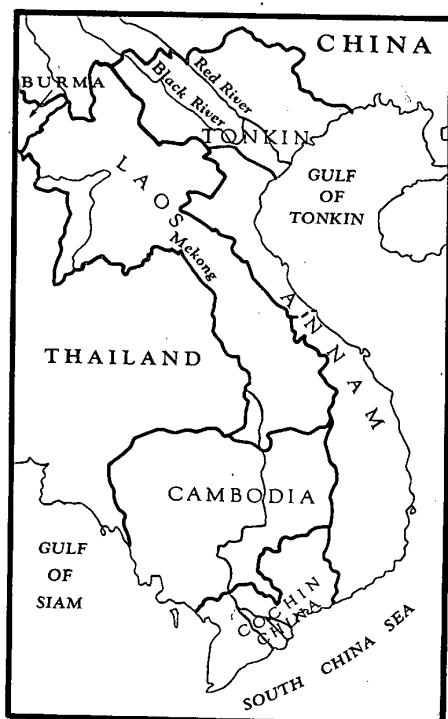 CHINA
BURMA
Red River
Black River
TONKIN
GULF
OF
TONKIN
LAOS
Mekong
ANNAM
THAILAND
CAMBODIA
GULF
OF
SIAM
COCHIN
CHINA
SOUTH CHINA SEA